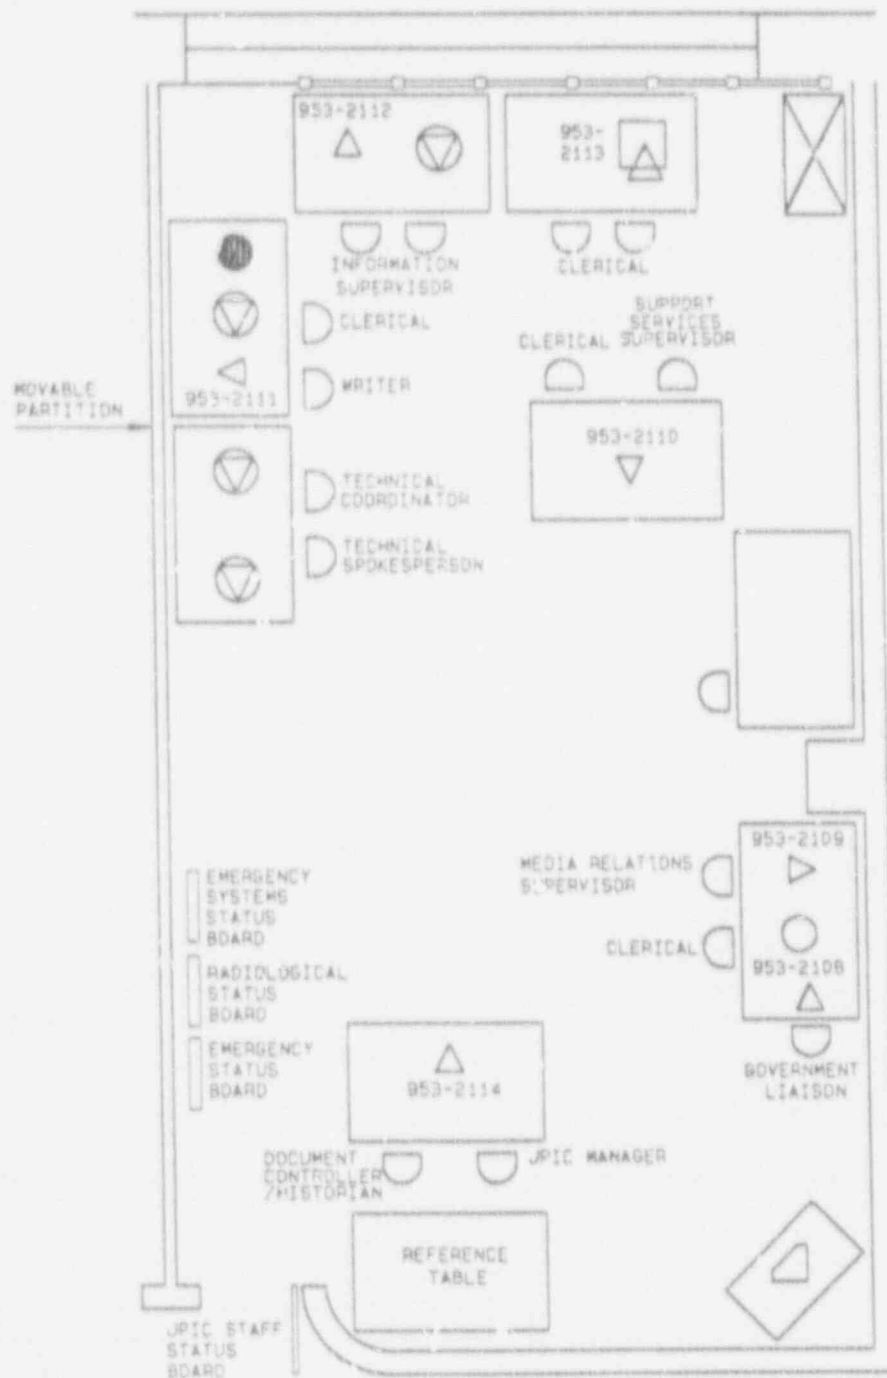 953-2112
953-
2113
INFORMATION
SUPERVISOR
CLERICAL
CLERICAL
WRITER
953-2111
MOVABLE
PARTITION
CLERICAL
SUPPORT
SERVICES
SUPERVISOR
953-2110
TECHNICAL
COORDINATOR
TECHNICAL
SPOKESPERSON
953-2109
MEDIA RELATIONS
SUPERVISOR
CLERICAL
953-2108
GOVERNMENT
LIAISON
EMERGENCY
SYSTEMS
STATUS
BOARD
RADIOLOGICAL
STATUS
BOARD
EMERGENCY
STATUS
BOARD
953-2114
DOCUMENT
CONTROLLER
/HISTORIAN
JPIC MANAGER
REFERENCE
TABLE
JPIC STAFF
STATUS
BOARD